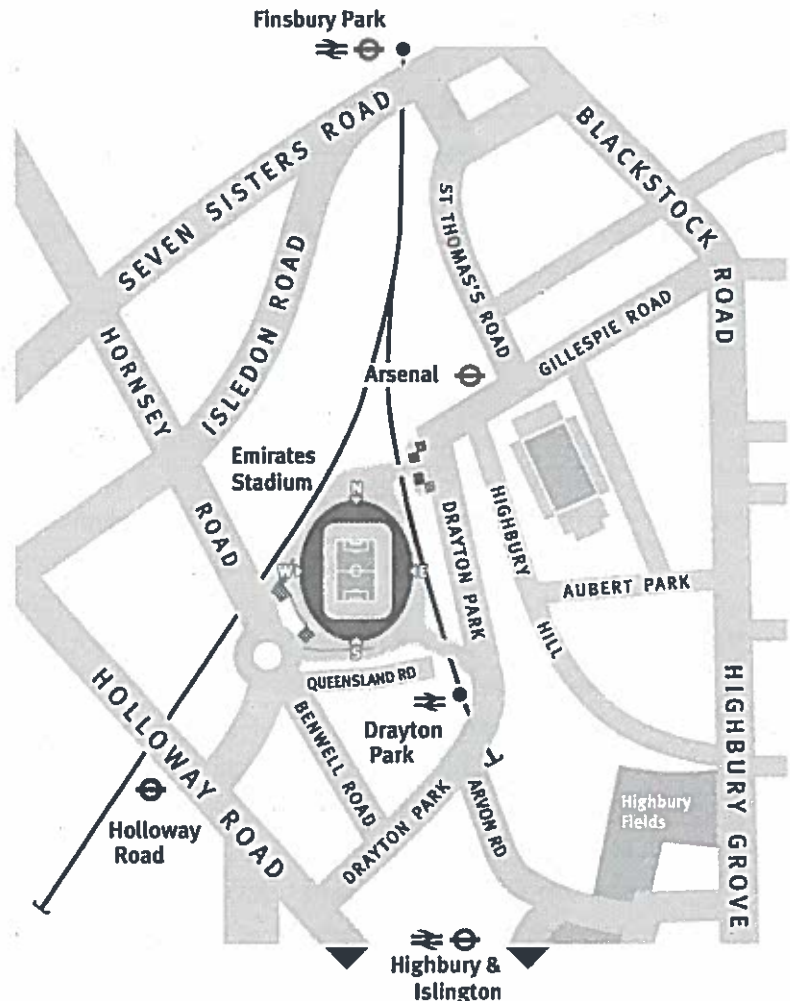 Finsbury Park
SEVEN SISTERS ROAD
BLACKSTOCK ROAD
ST THOMAS'S ROAD
ISLEDON ROAD
HORNSEY ROAD
GILLESPIE ROAD
Arsenal
Emirates
Stadium
N
W
E
S
DRAYTON PARK
HIGHBURY HILL
AUBERT PARK
QUEENSLAND RD
HOLLOWAY ROAD
BENWELL ROAD
Drayton
Park
HIGHBURY GROVE
Highbury
Fields
Holloway
Road
DRAYTON PARK
ARVON RD
Highbury &
Islington